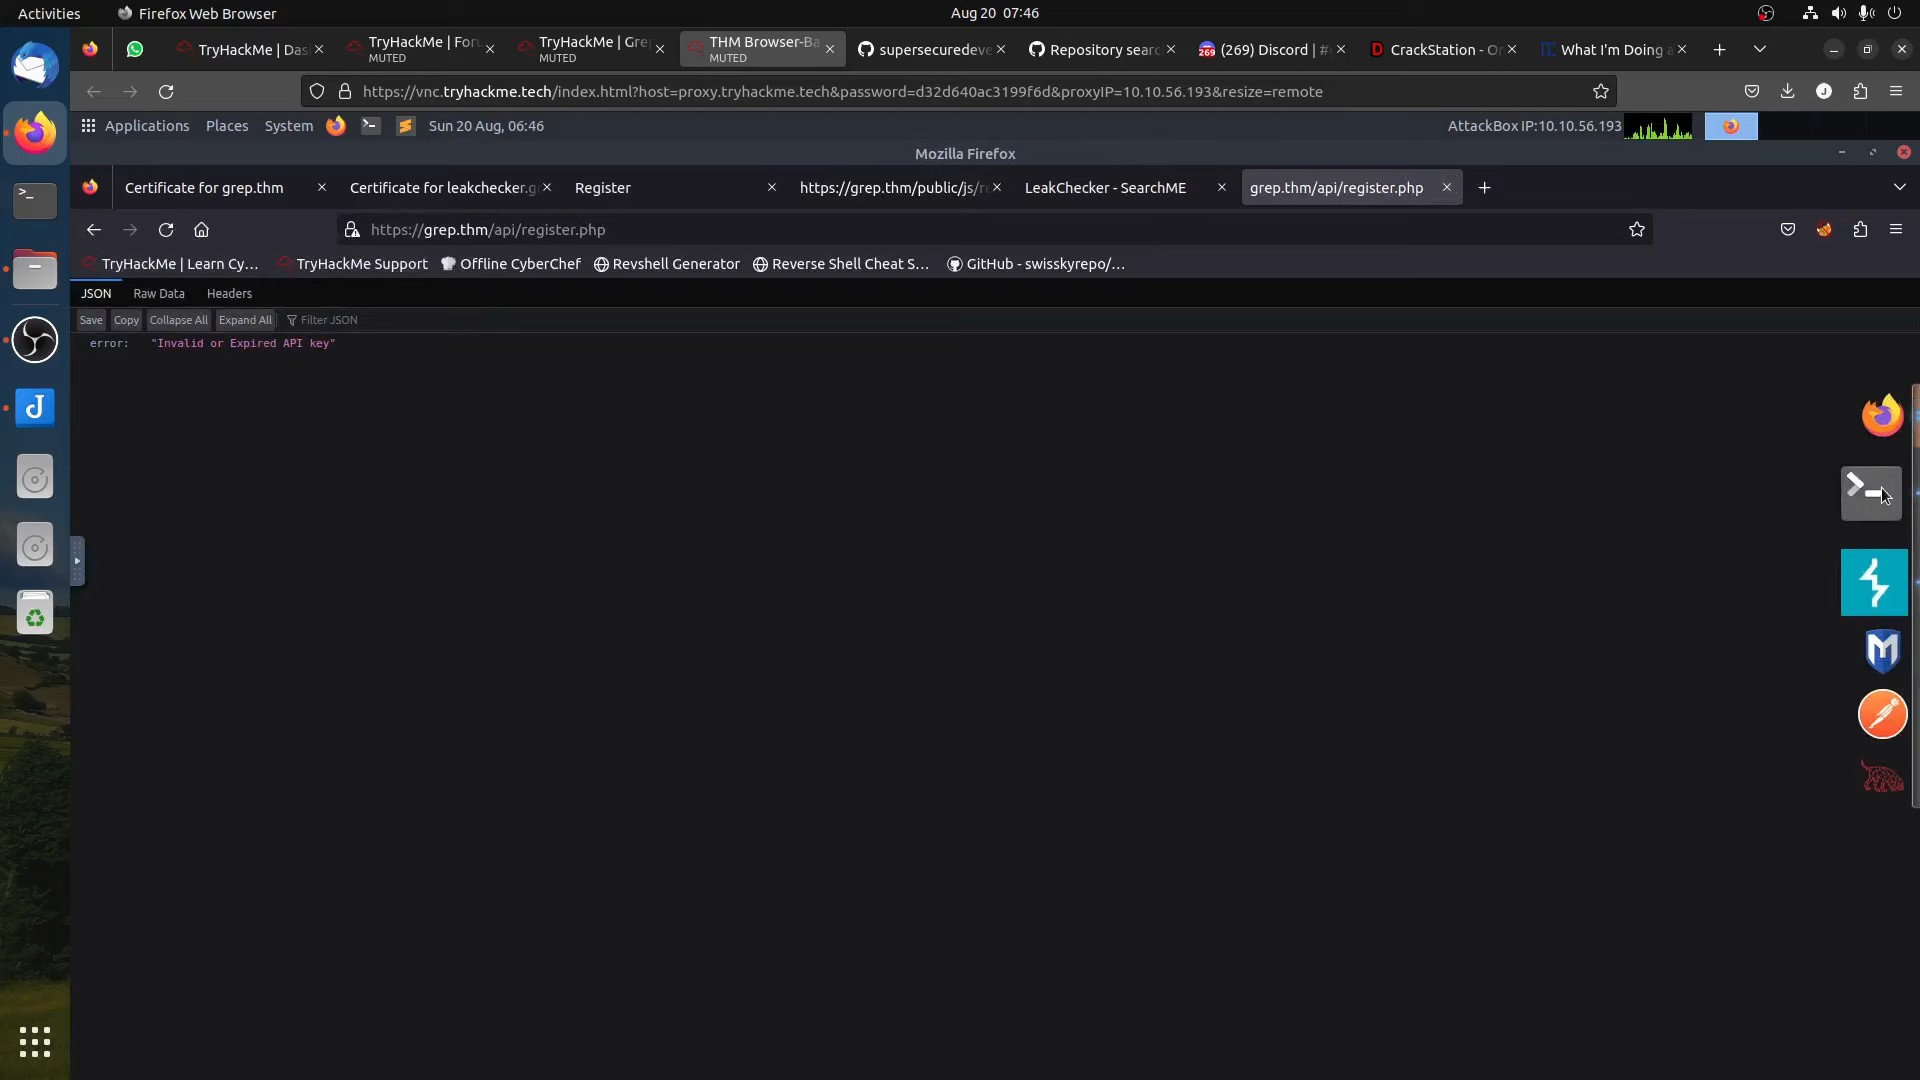 Activities
Firefox Web Browser
Aug 20 07:46
TryHackMe | Das
TryHackMe | Foru
MUTED
TryHackMe | Gre
MUTED
THM Browser-Ba
MUTED
supersecuredeve
Repository searc
(269) Discord | #
CrackStation - O
What I'm Doing a
https://vnc.tryhackme.tech/index.html?host=proxy.tryhackme.tech&password=d32d640ac3199f6d&proxyIP=10.10.56.193&resize=remote
Applications
Places
System
Sun 20 Aug, 06:46
AttackBox IP:10.10.56.193
Mozilla Firefox
Certificate for grep.thm
Certificate for leakchecker.g
Register
https://grep.thm/public/js/re
LeakChecker - SearchME
grep.thm/api/register.php
https://grep.thm/api/register.php
TryHackMe | Learn Cy...
TryHackMe Support
Offline CyberChef
Revshell Generator
Reverse Shell Cheat S...
GitHub - swisskyrepo/...
JSON
Raw Data
Headers
Save
Copy
Collapse All
Expand All
Filter JSON
error: "Invalid or Expired API key"